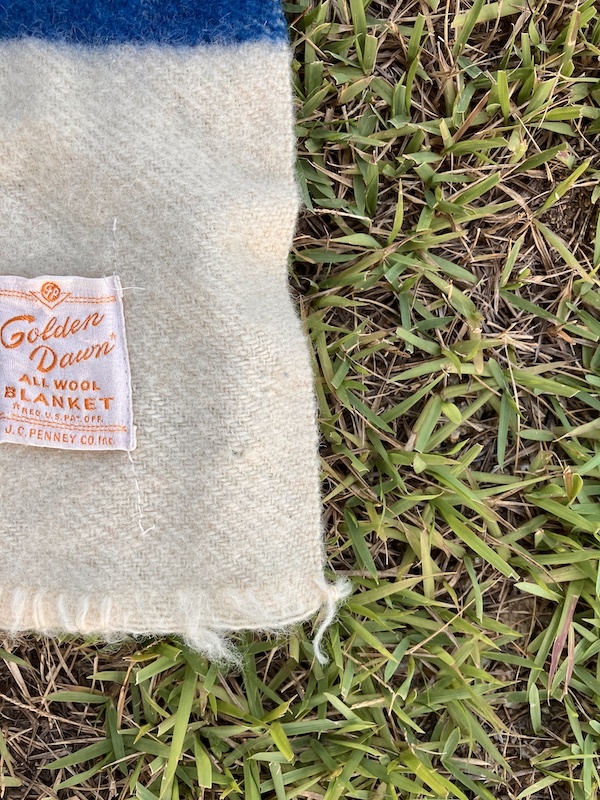 Golden
Dawn*
ALL WOOL
BLANKET
*REG. U.S. PAT. OFF.
J.C. PENNEY CO. Inc.